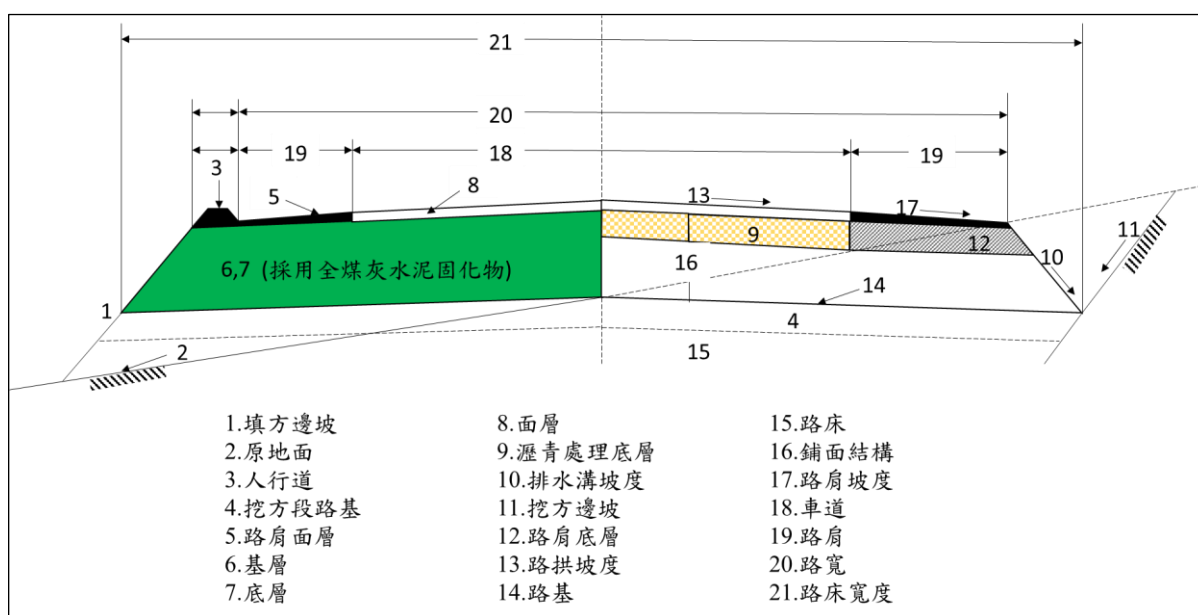 21
20
19
18
19
3
5
8
13
17
11
9
12
10
6,7 (採用全煤灰水泥固化物)
16
14
1
4
2
15
1.填方邊坡
2.原地面
3.人行道
4.挖方段路基
5.路肩面層
6.基層
7.底層
8.面層
9.瀝青處理底層
10.排水溝坡度
11.挖方邊坡
12.路肩底層
13.路拱坡度
14.路基
15.路床
16.鋪面結構
17.路肩坡度
18.車道
19.路肩
20.路寬
21.路床寬度